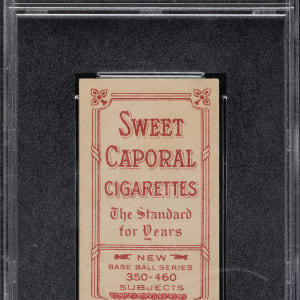 SWEET
CAPORAL
CIGARETTES
The Standard
for Years
NEW
BASE BALL SERIES
350-460
SUBJECTS